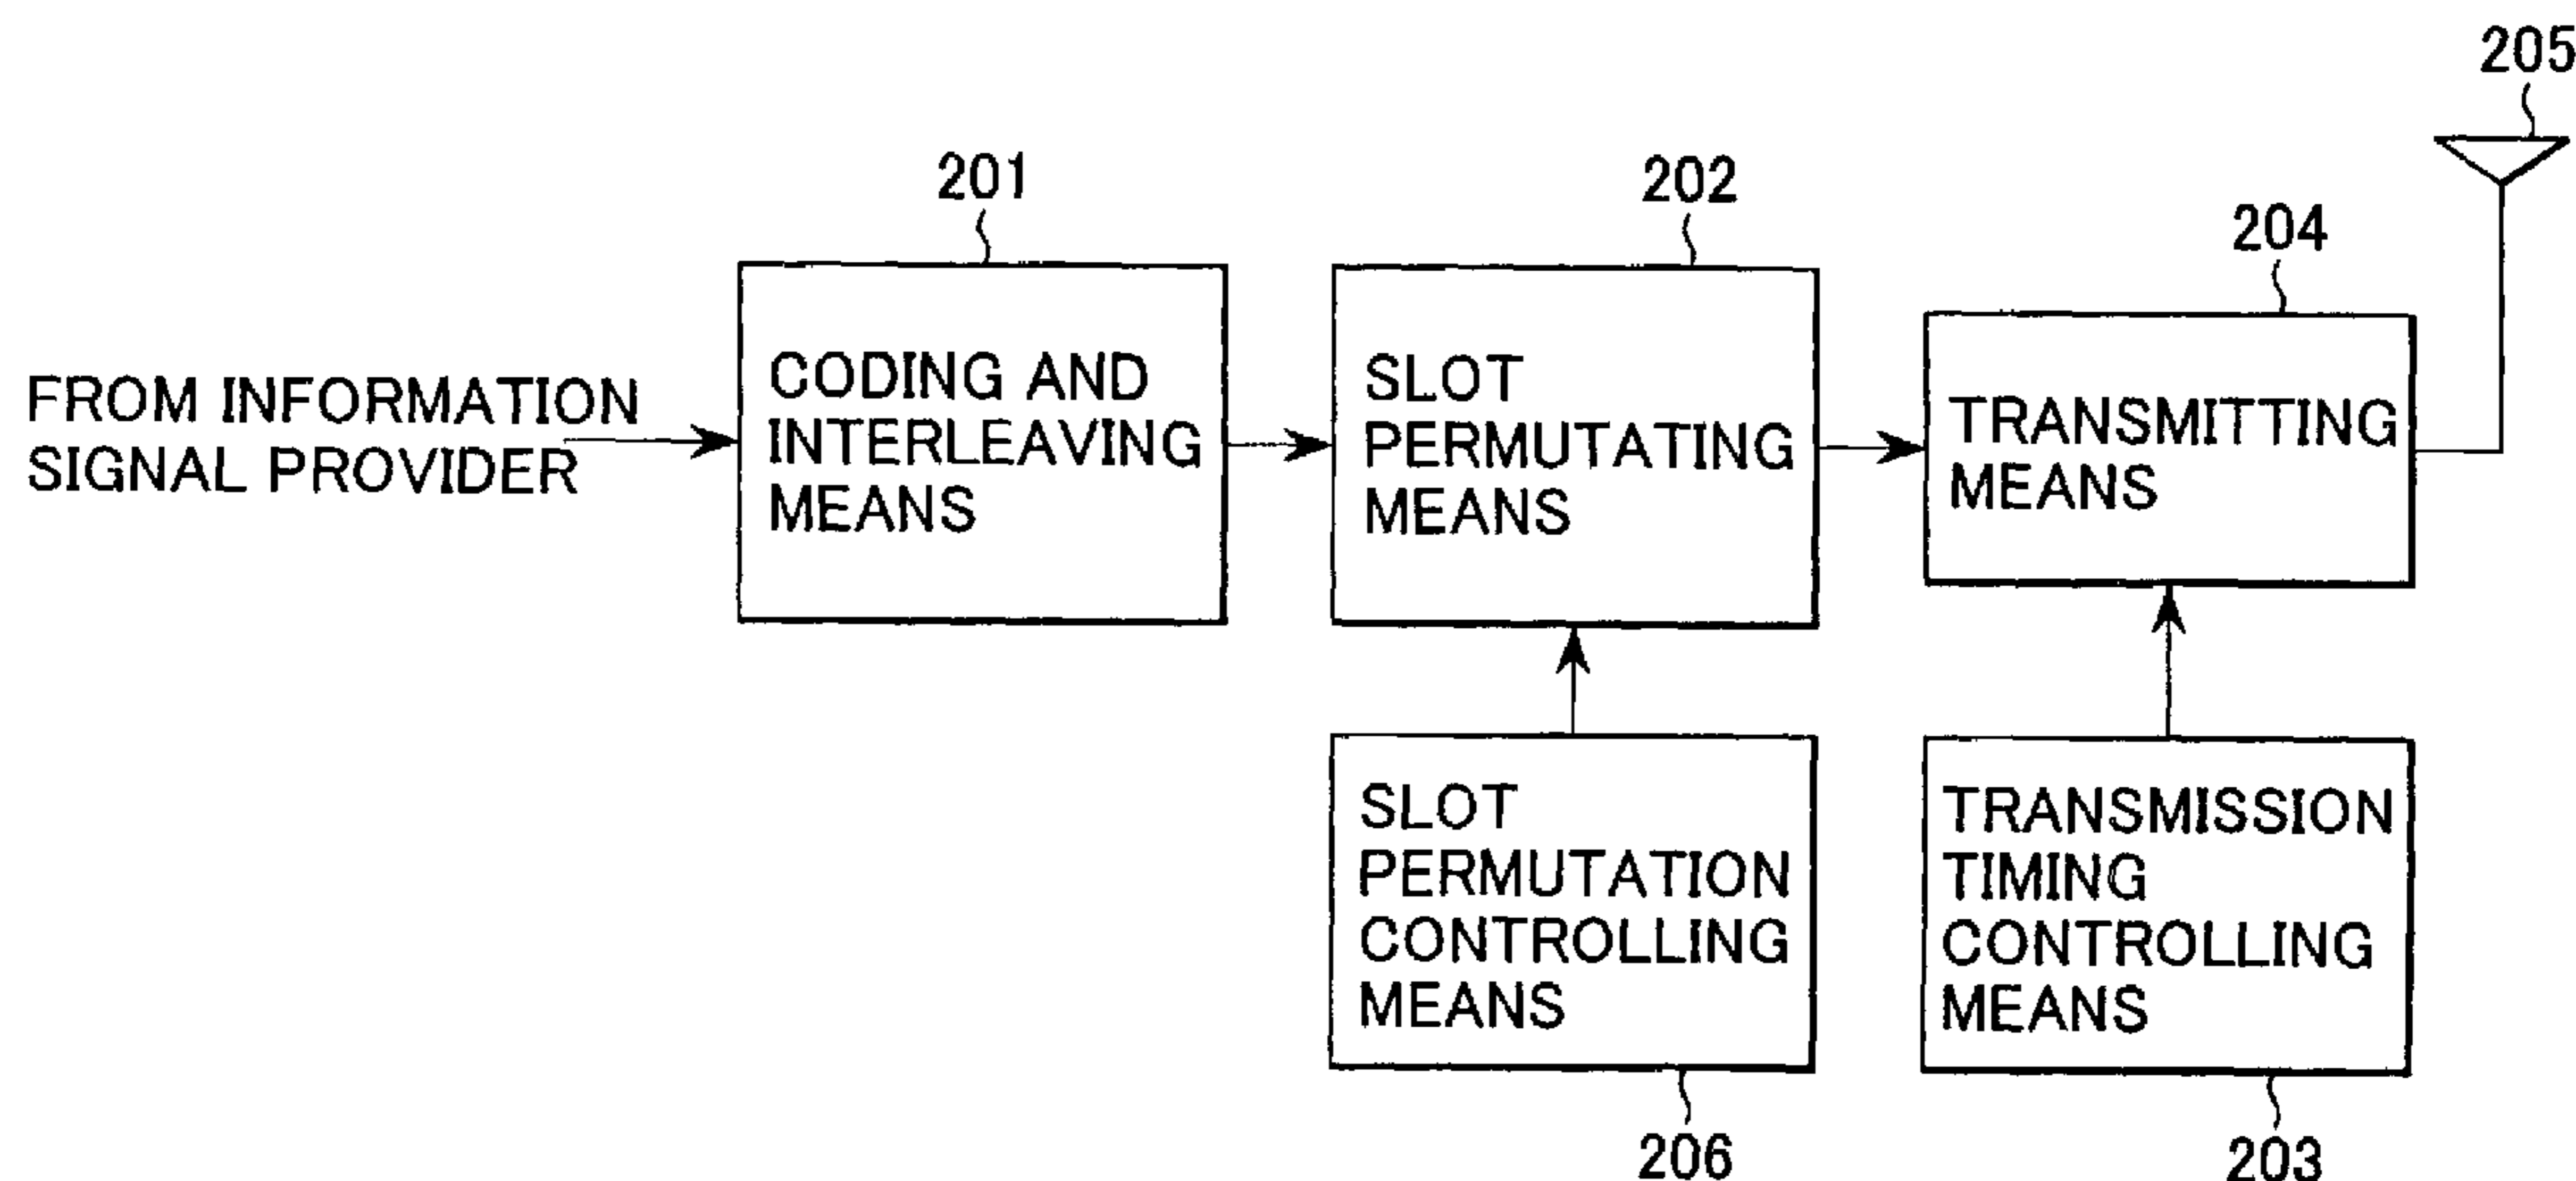 205
201
202
204
FROM INFORMATION
SIGNAL PROVIDER
CODING AND
INTERLEAVING
MEANS
SLOT
PERMUTATING
MEANS
TRANSMITTING
MEANS
SLOT
PERMUTATION
CONTROLLING
MEANS
TRANSMISSION
TIMING
CONTROLLING
MEANS
206
203